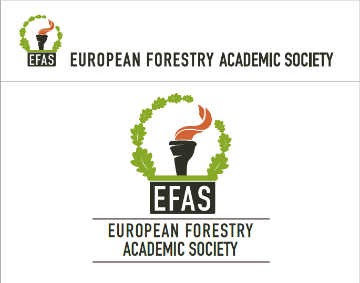 EFAS
EUROPEAN FORESTRY ACADEMIC SOCIETY
EFAS
EUROPEAN FORESTRY
ACADEMIC SOCIETY